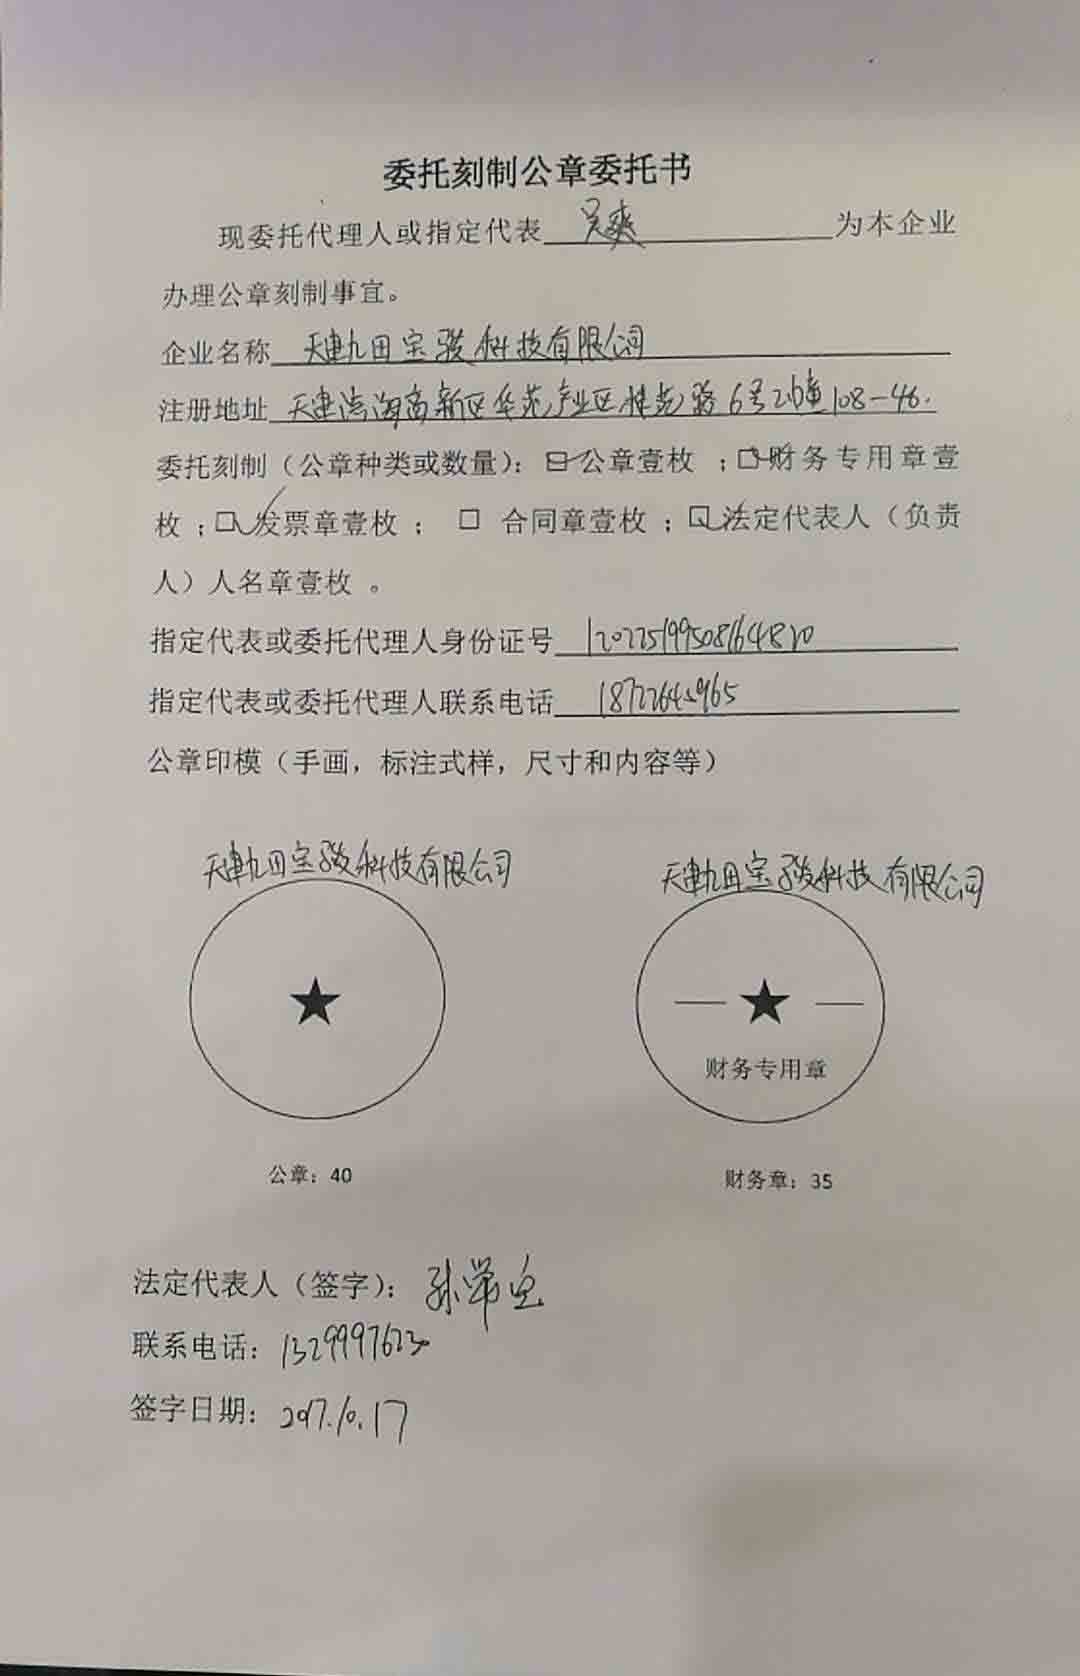 委托刻制公章委托书
现委托代理人或指定代表 吴爽 为本企业
办理公章刻制事宜。
企业名称 天津九田宝骏科技有限公司
注册地址 天津滨海高新区华苑产业区桂苑路6号2幢108-46.
委托刻制（公章种类或数量）：☑公章壹枚 ；☑财务专用章壹
枚；☑发票章壹枚 ； □ 合同章壹枚 ；☑法定代表人（负责
人）人名章壹枚 。
指定代表或委托代理人身份证号 120225199508164820
指定代表或委托代理人联系电话
公章印模（手画，标注式样，尺寸和内容等）
天津九田宝骏科技有限公司 天津九田宝骏科技有限公司
财务专用章
公章：40 财务章：35
法定代表人（签字）：
联系电话：
签字日期：2017.10.17